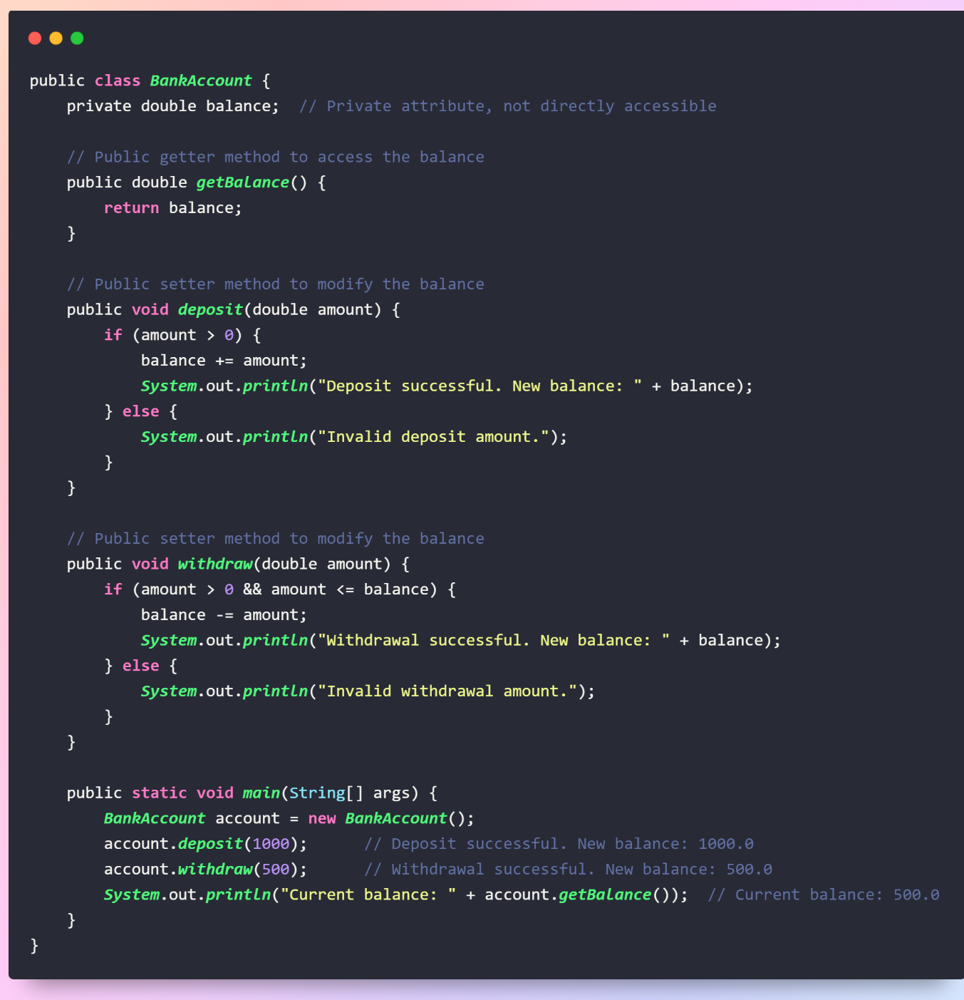 public class BankAccount {
    private double balance;  // Private attribute, not directly accessible

    // Public getter method to access the balance
    public double getBalance() {
        return balance;
    }

    // Public setter method to modify the balance
    public void deposit(double amount) {
        if (amount > 0) {
            balance += amount;
            System.out.println("Deposit successful. New balance: " + balance);
        } else {
            System.out.println("Invalid deposit amount.");
        }
    }

    // Public setter method to modify the balance
    public void withdraw(double amount) {
        if (amount > 0 && amount <= balance) {
            balance -= amount;
            System.out.println("Withdrawal successful. New balance: " + balance);
        } else {
            System.out.println("Invalid withdrawal amount.");
        }
    }

    public static void main(String[] args) {
        BankAccount account = new BankAccount();
        account.deposit(1000);      // Deposit successful. New balance: 1000.0
        account.withdraw(500);      // Withdrawal successful. New balance: 500.0
        System.out.println("Current balance: " + account.getBalance());  // Current balance: 500.0
    }
}